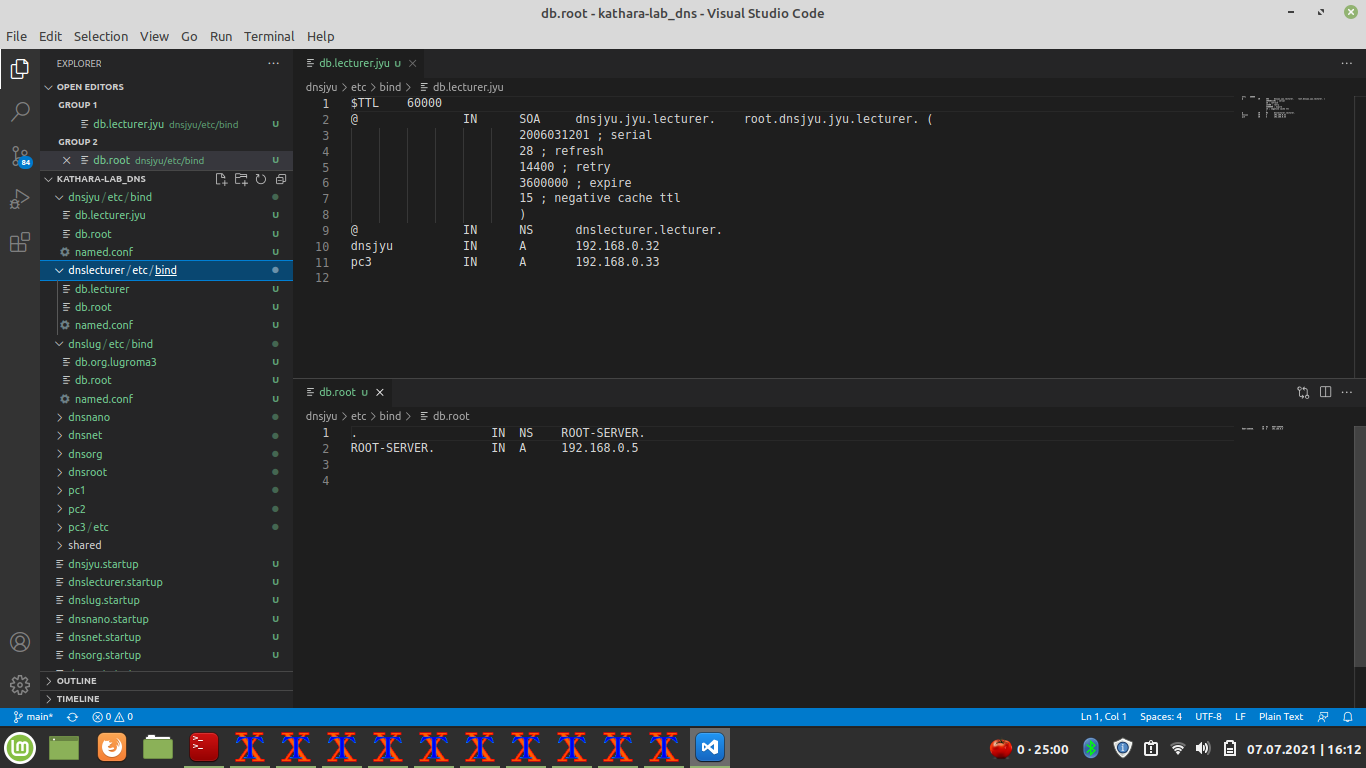 db.root - kathara-lab_dns - Visual Studio Code
File Edit Selection View Go Run Terminal Help
EXPLORER
OPEN EDITORS
GROUP 1
db.lecturer.jyu dnsjyu/etc/bind U
GROUP 2
db.root dnsjyu/etc/bind U
KATHARA-LAB_DNS
dnsjyu / etc / bind
db.lecturer.jyu U
db.root U
named.conf U
dnslecturer / etc / bind
db.lecturer U
db.root U
named.conf U
dnslug / etc / bind
db.org.lugroma3 U
db.root U
named.conf U
dnsnano
dnsnet
dnsorg
dnsroot
pc1
pc2
pc3 / etc
shared
dnsjyu.startup U
dnslecturer.startup U
dnslug.startup U
dnsnano.startup U
dnsnet.startup U
dnsorg.startup U
OUTLINE
TIMELINE
84
db.lecturer.jyu U
dnsjyu > etc > bind > db.lecturer.jyu
1 $TTL 60000
2 @ IN SOA dnsjyu.jyu.lecturer. root.dnsjyu.jyu.lecturer. (
3 2006031201 ; serial
4 28 ; refresh
5 14400 ; retry
6 3600000 ; expire
7 15 ; negative cache ttl
8 )
9 @ IN NS dnslecturer.lecturer.
10 dnsjyu IN A 192.168.0.32
11 pc3 IN A 192.168.0.33
12
db.root U
dnsjyu > etc > bind > db.root
1 . IN NS ROOT-SERVER.
2 ROOT-SERVER. IN A 192.168.0.5
3
4
main* 0 0 Ln 1, Col 1 Spaces: 4 UTF-8 LF Plain Text
0 · 25:00 07.07.2021 | 16:12